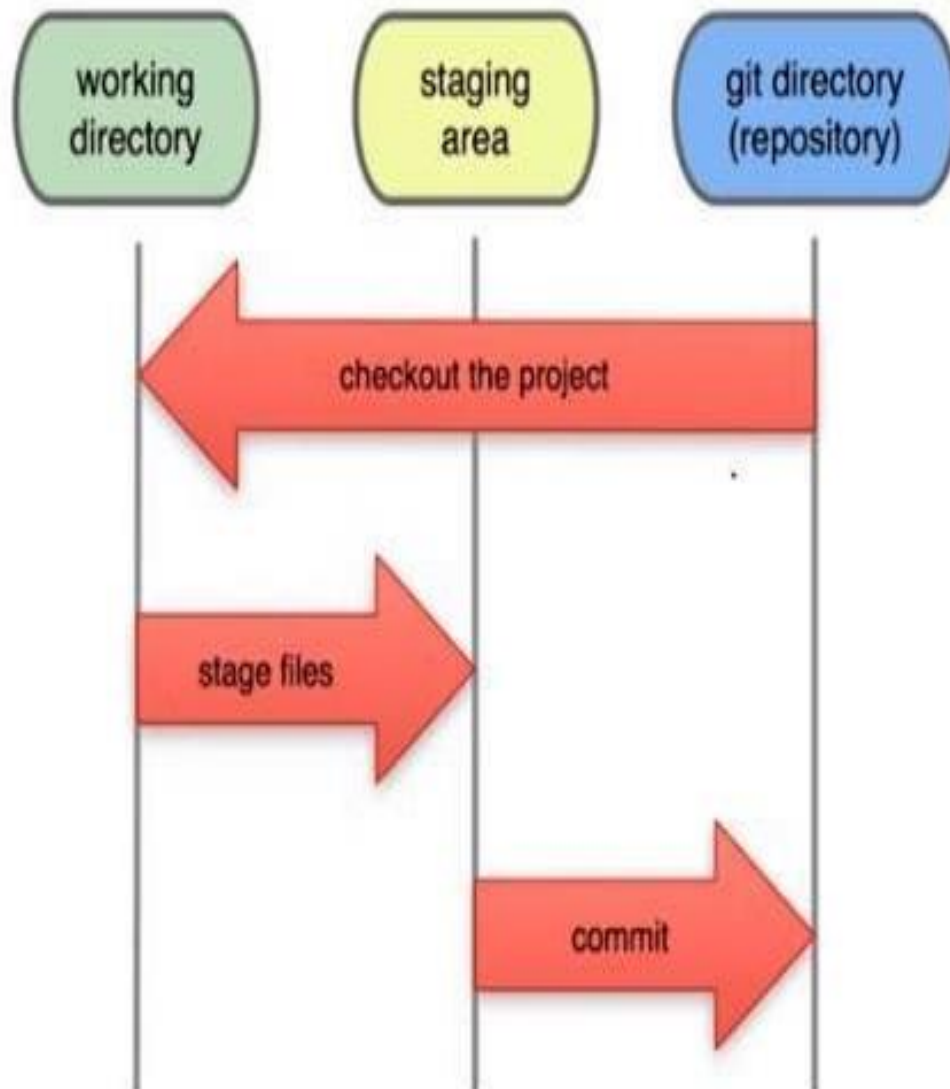 working
directory
staging
area
git directory
(repository)
checkout the project
stage files
commit